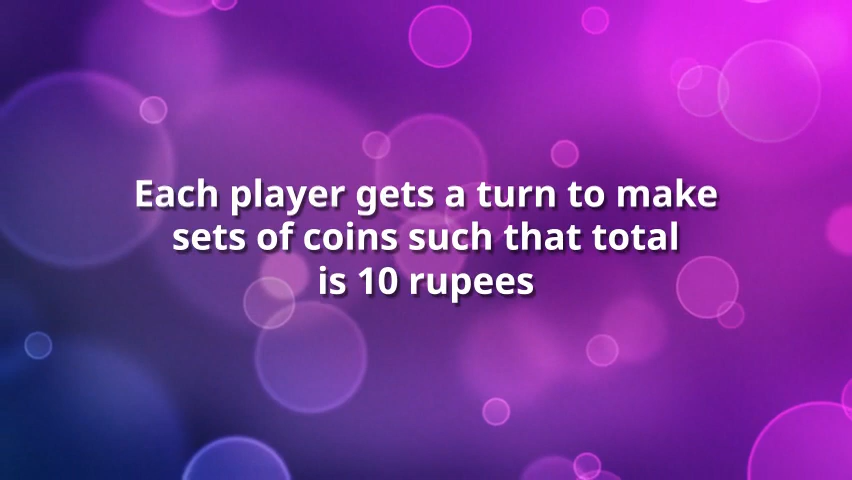 Each player gets a turn to make
sets of coins such that total
is 10 rupees